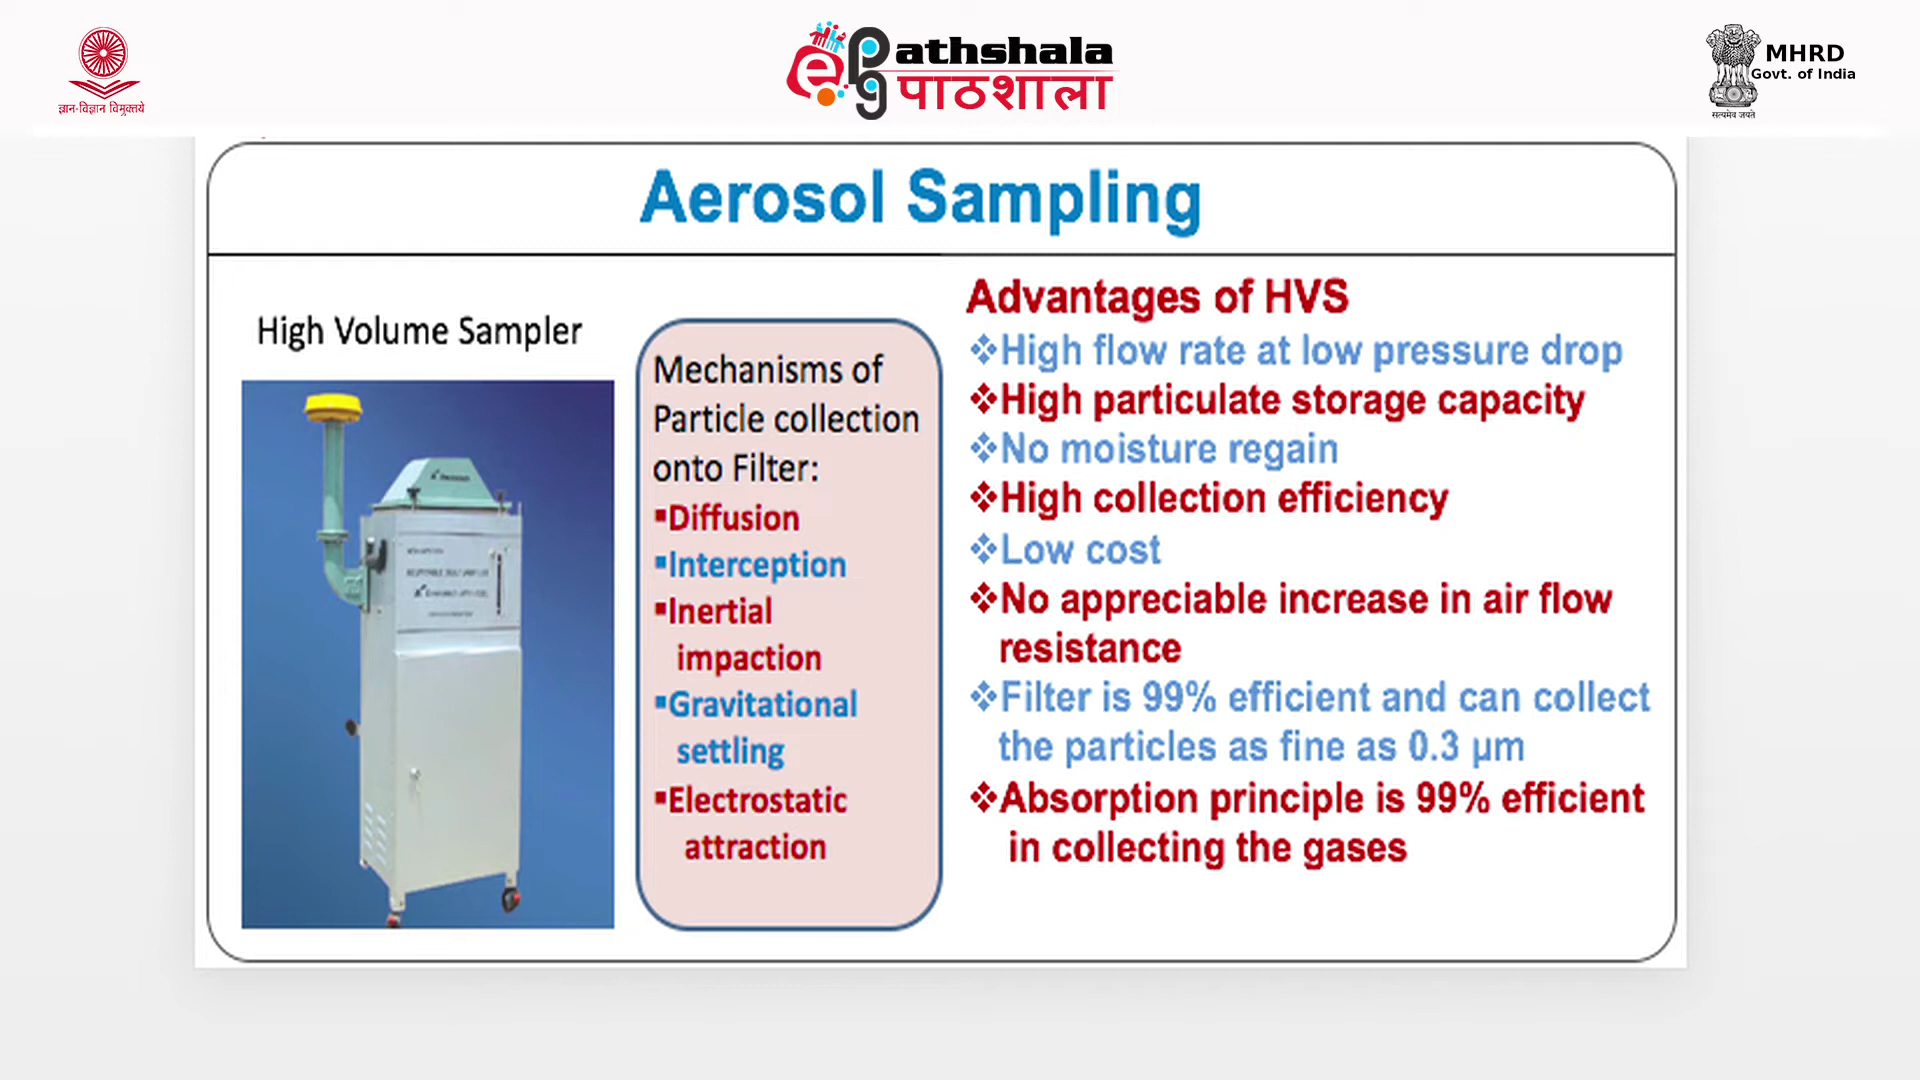 ज्ञान-विज्ञान विमुक्तये
e Pg athshala
पाठशाला
MHRD
Govt. of India
सत्यमेव जयते
Aerosol Sampling
High Volume Sampler
Mechanisms of
Particle collection
onto Filter:
▪Diffusion
▪Interception
▪Inertial
impaction
▪Gravitational
settling
▪Electrostatic
attraction
Advantages of HVS
❖High flow rate at low pressure drop
❖High particulate storage capacity
❖No moisture regain
❖High collection efficiency
❖Low cost
❖No appreciable increase in air flow
resistance
❖Filter is 99% efficient and can collect
the particles as fine as 0.3 µm
❖Absorption principle is 99% efficient
in collecting the gases